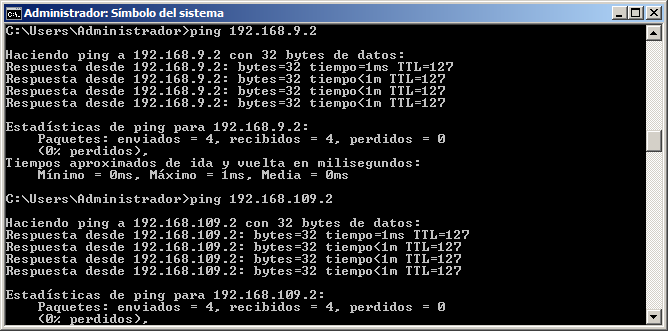 Administrador: Símbolo del sistema
C:\Users\Administrador>ping 192.168.9.2
Haciendo ping a 192.168.9.2 con 32 bytes de datos:
Respuesta desde 192.168.9.2: bytes=32 tiempo=1ms TTL=127
Respuesta desde 192.168.9.2: bytes=32 tiempo<1m TTL=127
Respuesta desde 192.168.9.2: bytes=32 tiempo<1m TTL=127
Respuesta desde 192.168.9.2: bytes=32 tiempo<1m TTL=127
Estadísticas de ping para 192.168.9.2:
Paquetes: enviados = 4, recibidos = 4, perdidos = 0
(0% perdidos),
Tiempos aproximados de ida y vuelta en milisegundos:
Mínimo = 0ms, Máximo = 1ms, Media = 0ms
C:\Users\Administrador>ping 192.168.109.2
Haciendo ping a 192.168.109.2 con 32 bytes de datos:
Respuesta desde 192.168.109.2: bytes=32 tiempo=1ms TTL=127
Respuesta desde 192.168.109.2: bytes=32 tiempo<1m TTL=127
Respuesta desde 192.168.109.2: bytes=32 tiempo<1m TTL=127
Respuesta desde 192.168.109.2: bytes=32 tiempo<1m TTL=127
Estadísticas de ping para 192.168.109.2:
Paquetes: enviados = 4, recibidos = 4, perdidos = 0
(0% perdidos),